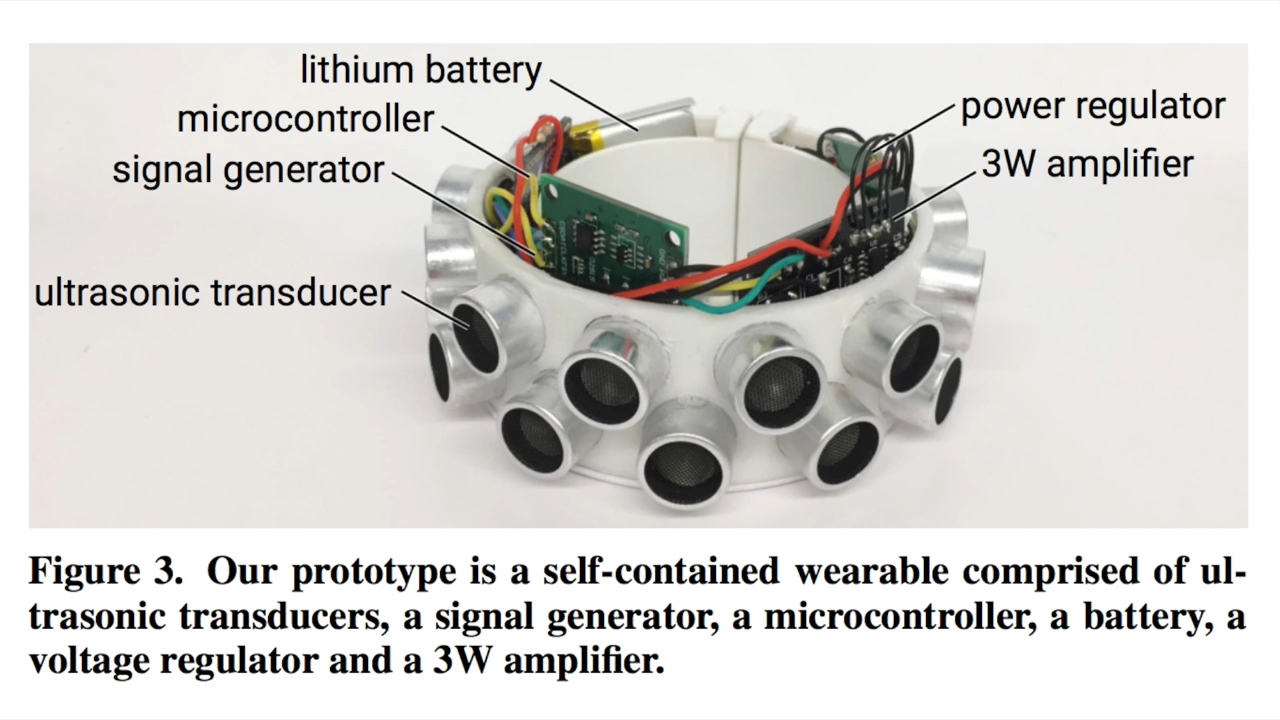 lithium battery
microcontroller
signal generator
ultrasonic transducer
power regulator
3W amplifier
Figure 3. Our prototype is a self-contained wearable comprised of ul-
trasonic transducers, a signal generator, a microcontroller, a battery, a
voltage regulator and a 3W amplifier.